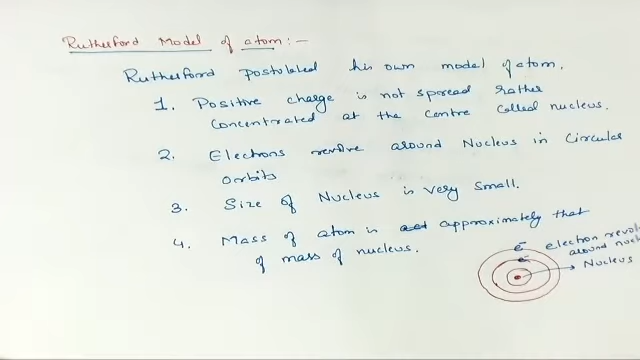 Rutherford Model of atom:-
Rutherford postulated his own model of atom.
1. Positive charge is not spread rather
concentrated at the centre called nucleus.
2. Electrons revolve around Nucleus in Circular
orbits
3. Size of Nucleus is very small.
4. Mass of atom is approximately that
of mass of nucleus.
e- electron revol
around nucl
e-
Nucleus